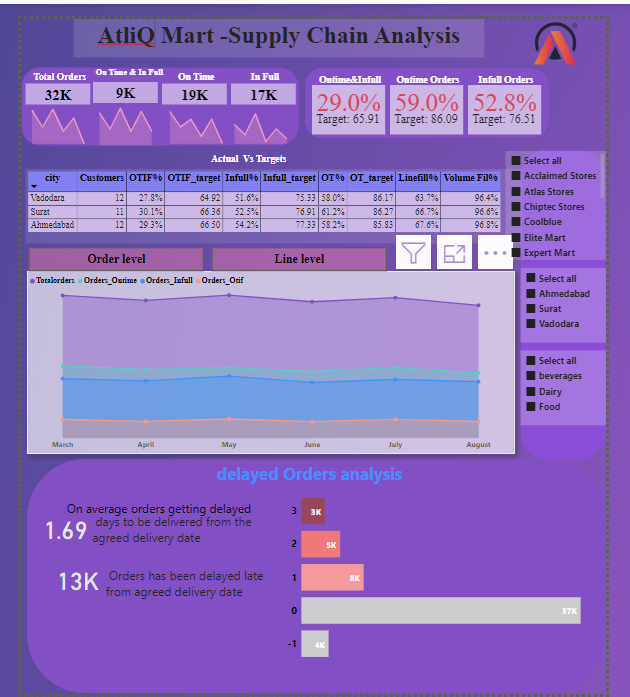 AtliQ Mart -Supply Chain Analysis
Total Orders On Time & In Full On Time In Full
32K 9K 19K 17K
Ontime&Infull Ontime Orders Infull Orders
29.0% 59.0% 52.8%
Target: 65.91 Target: 86.09 Target: 76.51
Actual Vs Targets
city Customers OTIF% OTIF_target Infull% Infull_target OT% OT_target Linefill% Volume Fil%
Vadodara 12 27.8% 64.92 51.6% 75.33 58.0% 86.17 63.7% 96.4%
Surat 11 30.1% 66.36 52.5% 76.91 61.2% 86.27 66.7% 96.6%
Ahmedabad 12 29.3% 66.50 54.2% 77.33 58.2% 85.83 67.6% 96.8%
Select all
Acclaimed Stores
Atlas Stores
Chiptec Stores
Coolblue
Elite Mart
Expert Mart
Order level Line level
Totalorders Orders_Ontime Orders_Infull Orders_Otif
March April May June July August
Select all
Ahmedabad
Surat
Vadodara
Select all
beverages
Dairy
Food
delayed Orders analysis
On average orders getting delayed
1.69 days to be delivered from the
agreed delivery date
13K Orders has been delayed late
from agreed delivery date
3 3K
2 5K
1 8K
0 37K
-1 4K